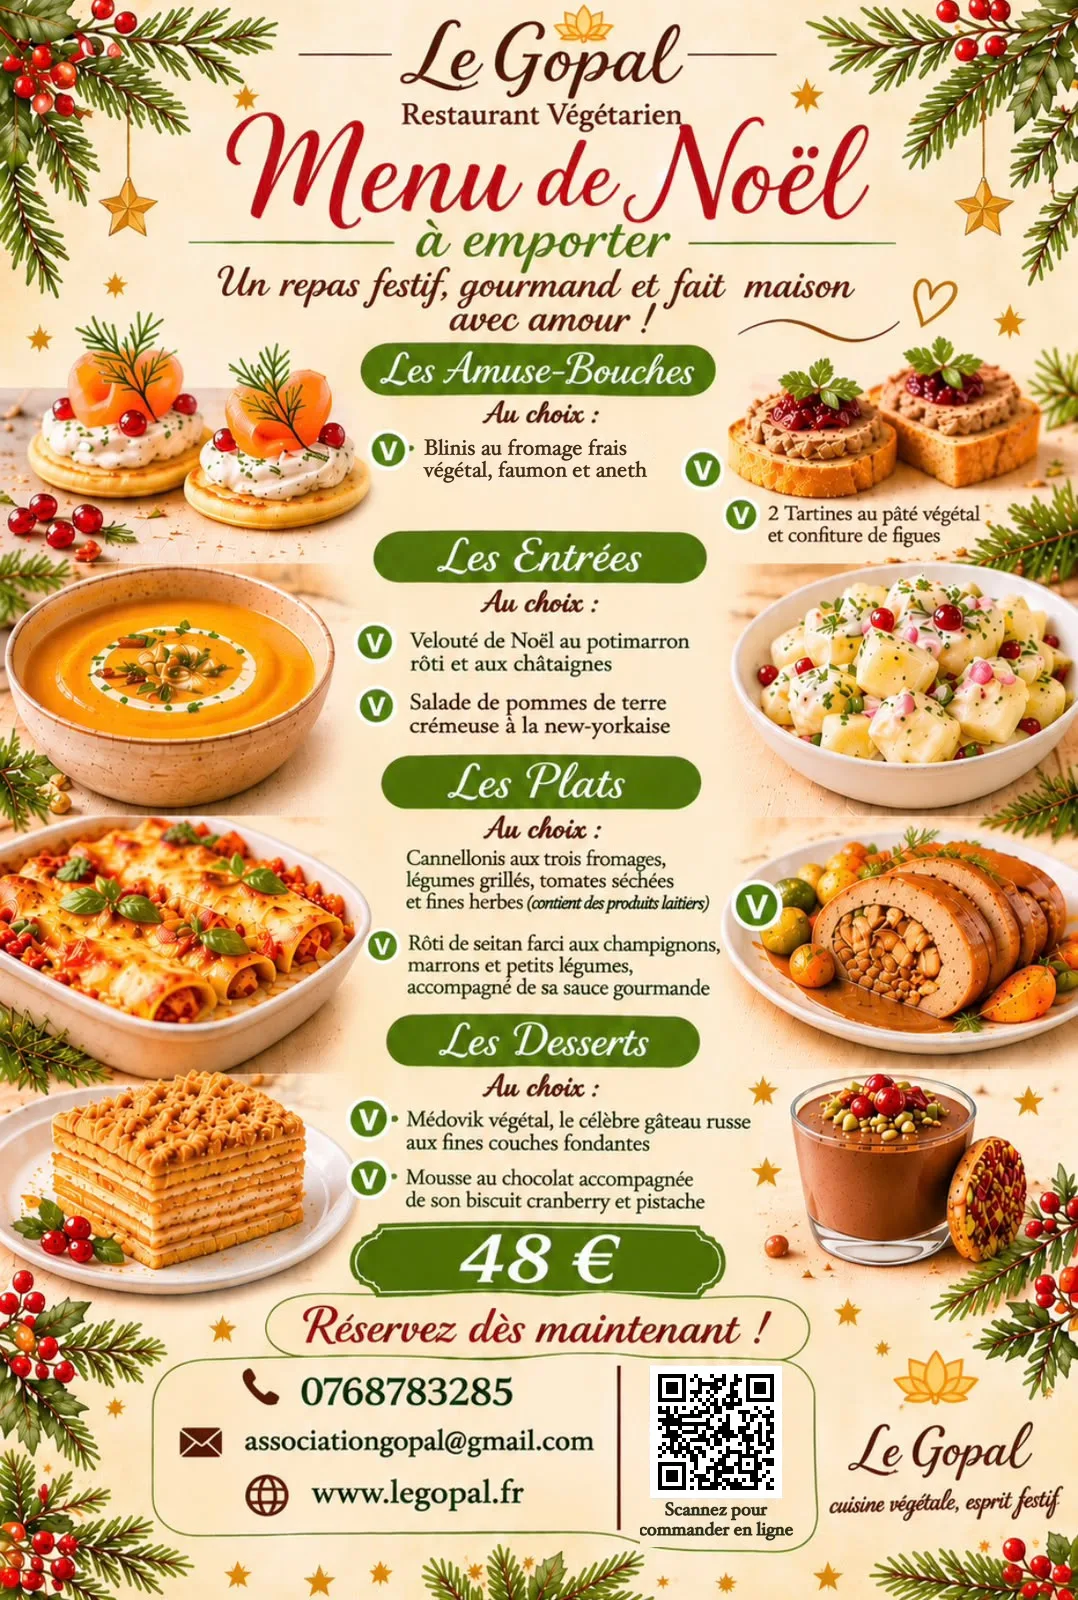 Le Gopal
Restaurant Végétarien
Menu de Noël
à emporter
Un repas festif, gourmand et fait maison
avec amour !
Les Amuse-Bouches
Au choix :
V • Blinis au fromage frais
végétal, faumon et aneth
V
V 2 Tartines au pâté végétal
et confiture de figues
Les Entrées
Au choix :
V Velouté de Noël au potimarron
rôti et aux châtaignes
V Salade de pommes de terre
crémeuse à la new-yorkaise
Les Plats
Au choix :
Cannellonis aux trois fromages,
légumes grillés, tomates séchées
et fines herbes (contient des produits laitiers)
V
V Rôti de seitan farci aux champignons,
marrons et petits légumes,
accompagné de sa sauce gourmande
Les Desserts
Au choix :
V • Médovik végétal, le célèbre gâteau russe
aux fines couches fondantes
V • Mousse au chocolat accompagnée
de son biscuit cranberry et pistache
48 €
Réservez dès maintenant !
0768783285
associationgopal@gmail.com
www.legopal.fr
Scannez pour
commander en ligne
Le Gopal
cuisine végétale, esprit festif